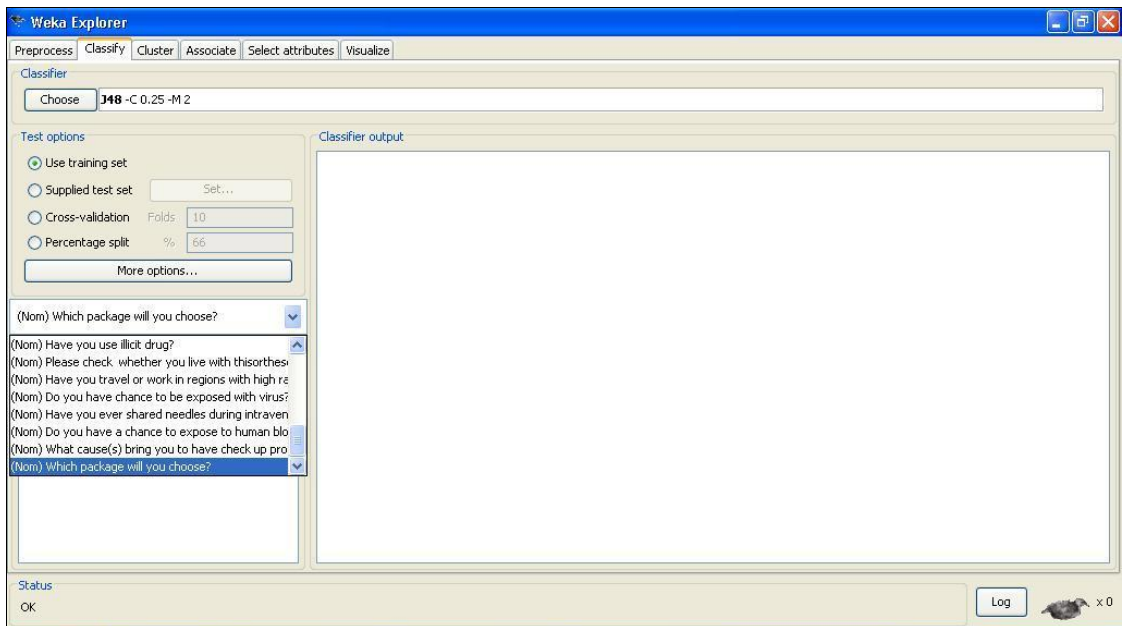 Weka Explorer
Preprocess Classify Cluster Associate Select attributes Visualize
Classifier
Choose J48 -C 0.25 -M 2
Test options
Use training set
Supplied test set Set...
Cross-validation Folds 10
Percentage split % 66
More options...
(Nom) Which package will you choose?
(Nom) Have you use illicit drug?
(Nom) Please check whether you live with thisorthese
(Nom) Have you travel or work in regions with high ra
(Nom) Do you have chance to be exposed with virus?
(Nom) Have you ever shared needles during intraven
(Nom) Do you have a chance to expose to human blo
(Nom) What cause(s) bring you to have check up pro
(Nom) Which package will you choose?
Classifier output
Status
OK
Log
x 0